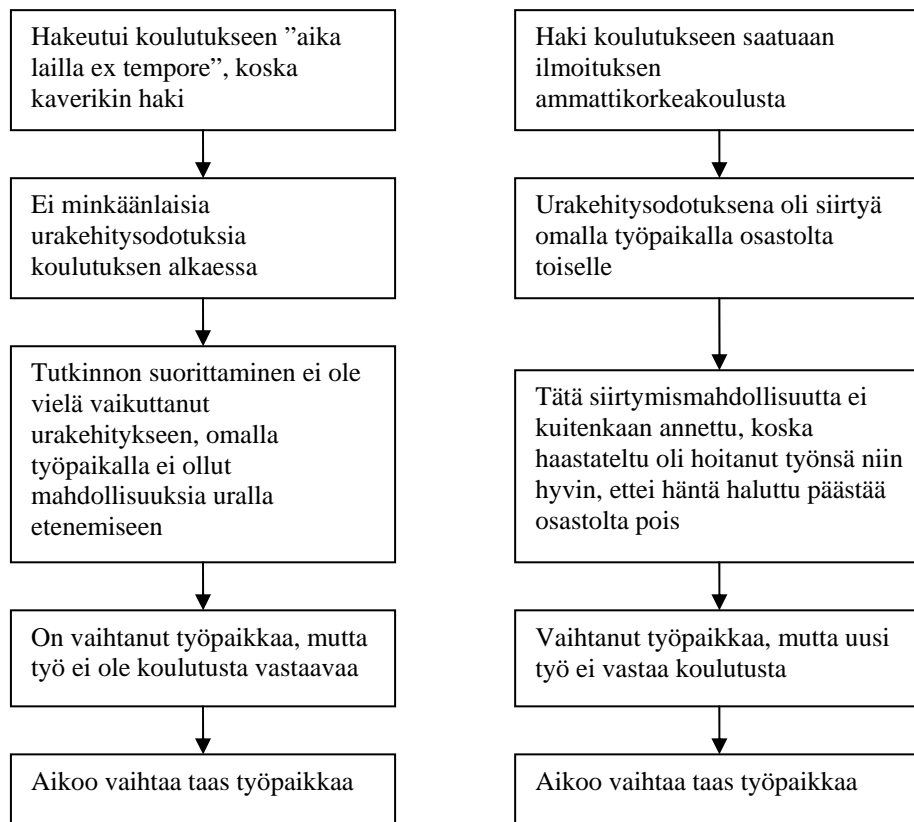 Hakeutui koulutukseen ”aika
lailla ex tempore”, koska
kaverikin haki
Ei minkäänlaisia
urakehitysodotuksia
koulutuksen alkaessa
Tutkinnon suorittaminen ei ole
vielä vaikuttanut
urakehitykseen, omalla
työpaikalla ei ollut
mahdollisuuksia uralla
etenemiseen
On vaihtanut työpaikkaa, mutta
työ ei ole koulutusta vastaavaa
Aikoo vaihtaa taas työpaikkaa
Haki koulutukseen saatuaan
ilmoituksen
ammattikorkeakoulusta
Urakehitysodotuksena oli siirtyä
omalla työpaikalla osastolta
toiselle
Tätä siirtymismahdollisuutta ei
kuitenkaan annettu, koska
haastateltu oli hoitanut työnsä niin
hyvin, ettei häntä haluttu päästää
osastolta pois
Vaihtanut työpaikkaa, mutta uusi
työ ei vastaa koulutusta
Aikoo vaihtaa taas työpaikkaa